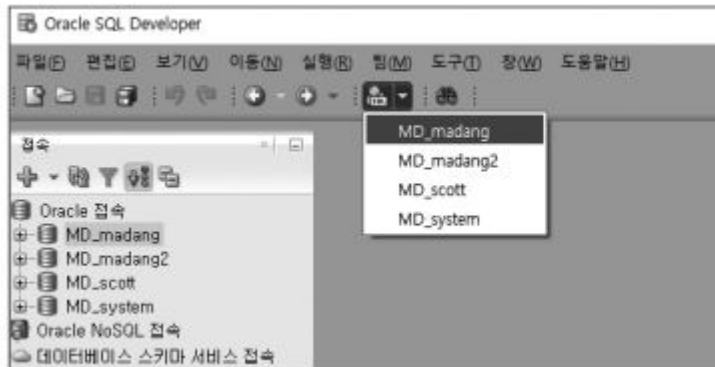 Oracle SQL Developer
파일(F) 편집(E) 보기(V) 이동(N) 실행(R) 팀(M) 도구(T) 창(W) 도움말(H)
MD_madang
MD_madang2
MD_scott
MD_system
접속
Oracle 접속
MD_madang
MD_madang2
MD_scott
MD_system
Oracle NoSQL 접속
데이터베이스 스키마 서비스 접속